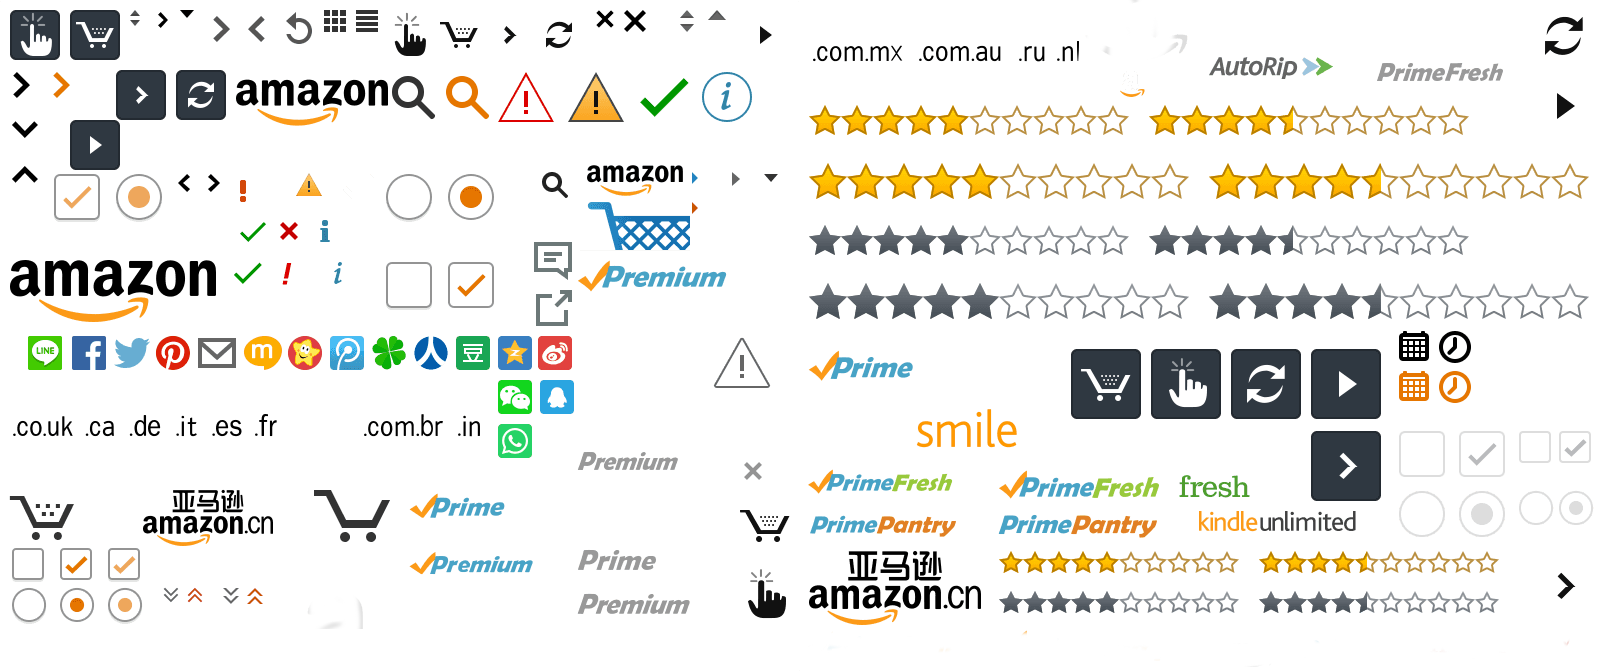 .com.mx .com.au .ru .nl
AutoRip
PrimeFresh
amazon
amazon
Premium
amazon
LINE
Prime
.co.uk .ca .de .it .es .fr
.com.br .in
smile
Premium
PrimeFresh
PrimeFresh
fresh
亚马逊
amazon.cn
Prime
PrimePantry
PrimePantry
kindleunlimited
Premium
Prime
Premium
亚马逊
amazon.cn